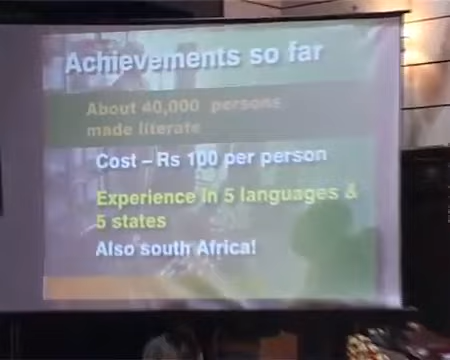 Achievements so far
About 40,000 persons
made literate
Cost – Rs 100 per person
Experience in 5 languages &
5 states
Also south Africa!